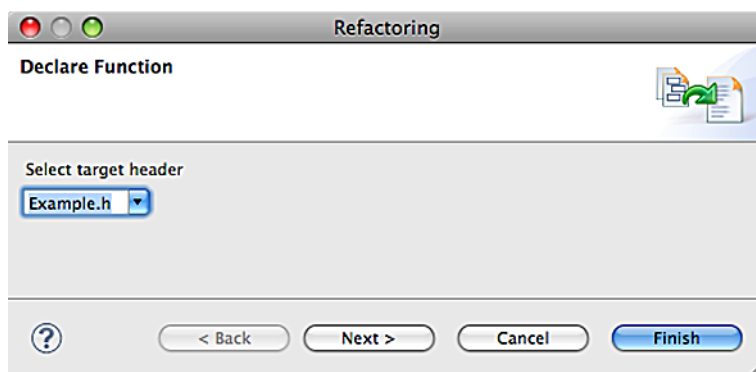 Refactoring
Declare Function
Select target header
Example.h
?
< Back
Next >
Cancel
Finish